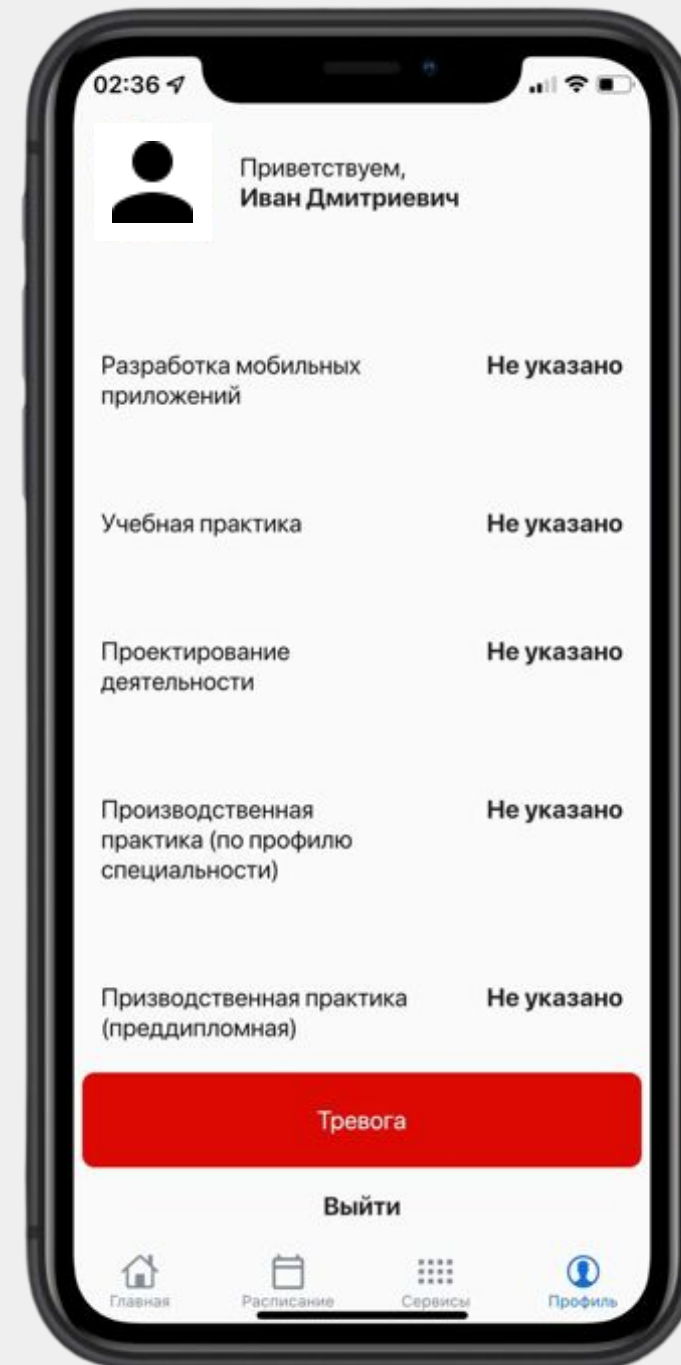 02:36
Приветствуем,
Иван Дмитриевич
Разработка мобильных
приложений
Не указано
Учебная практика
Не указано
Проектирование
деятельности
Не указано
Производственная
практика (по профилю
специальности)
Не указано
Призводственная практика
(преддипломная)
Не указано
Тревога
Выйти
Главная
Расписание
Сервисы
Профиль